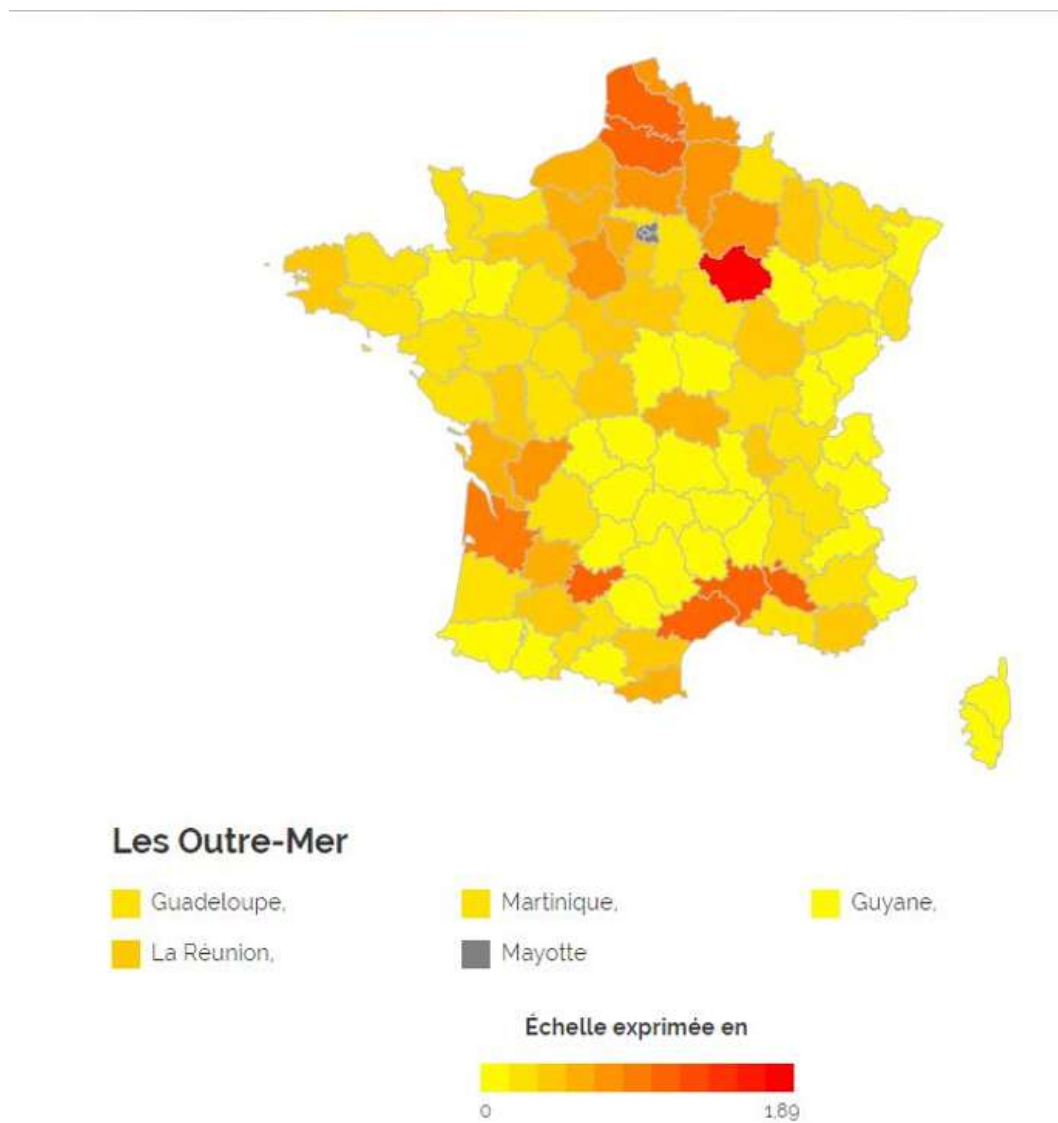 Les Outre-Mer
Guadeloupe,
Martinique,
Guyane,
La Réunion,
Mayotte
Échelle exprimée en
0
1,89